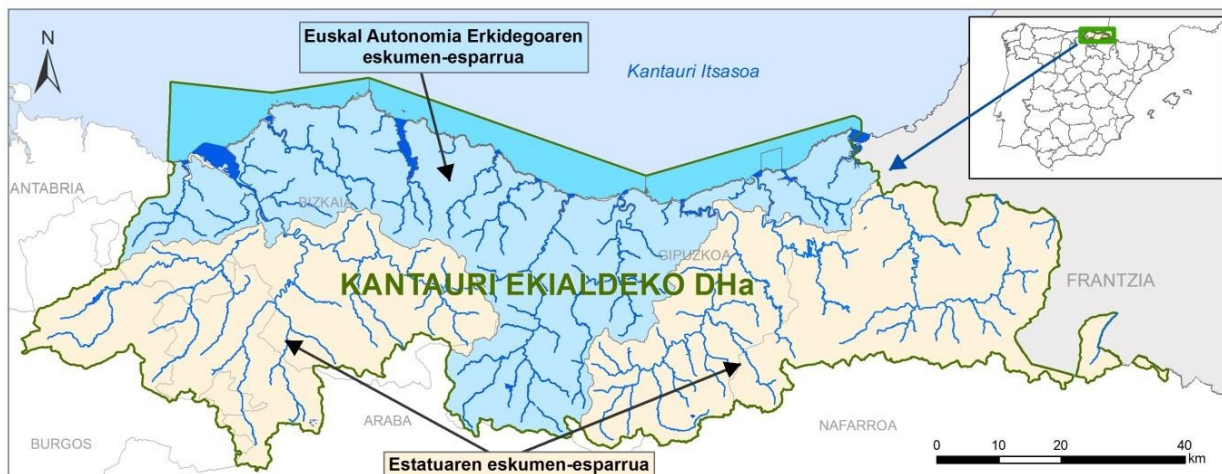 N
Euskal Autonomia Erkidegoaren
eskumen-esparrua
Kantauri Itsasoa
ANTABRIA
BIZKAIA
GIPUZKOA
KANTAURI EKIALDEKO DHa
FRANTZIA
ARABA
NAFARROA
BURGOS
Estatuaren eskumen-esparrua
0 10 20 40
km